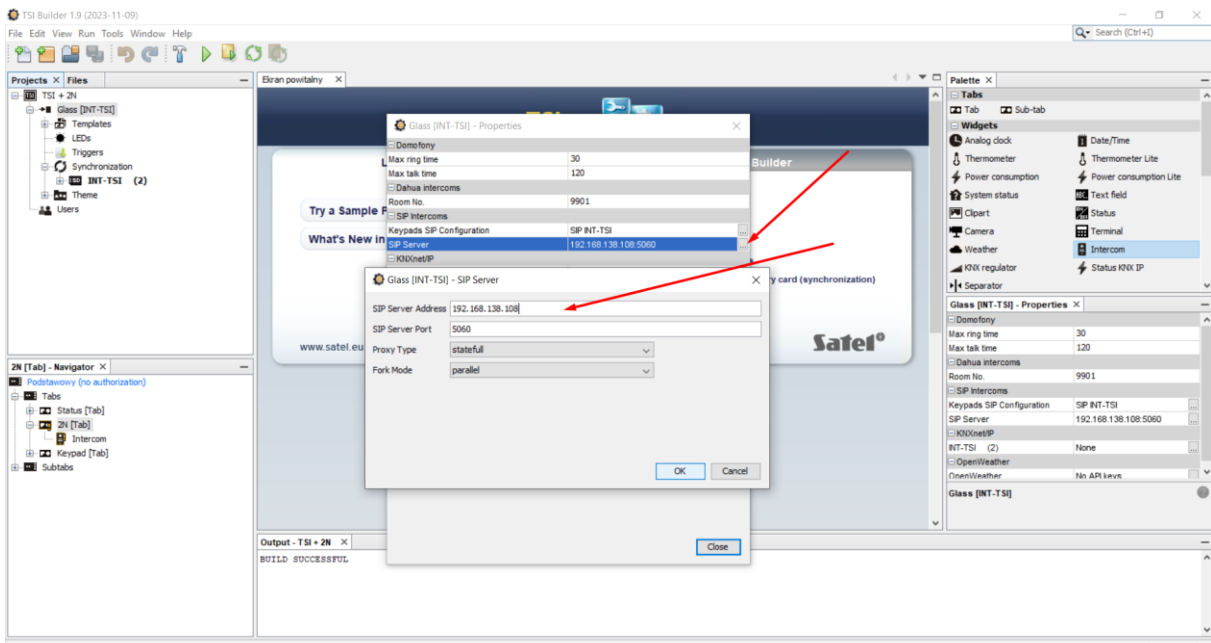 TSI Builder 1.9 (2023-11-09)
File Edit View Run Tools Window Help
Search (Ctrl+I)
Projects Files
TSI + 2N
Glass [INT-TSI]
Templates
LEDs
Triggers
Synchronization
INT-TSI (2)
Theme
Users
2N [Tab] - Navigator
Podstawowy (no authorization)
Tabs
Status [Tab]
2N [Tab]
Intercom
Keypad [Tab]
Subtabs
Ekran powitalny
Builder
Try a Sample P
What's New in
y card (synchronization)
www.satel.eu
Satel
Glass [INT-TSI] - Properties
Domofony
Max ring time 30
Max talk time 120
Dahua intercoms
Room No. 9901
SIP Intercoms
Keypads SIP Configuration SIP INT-TSI ...
SIP Server 192.168.138.108:5060 ...
KNXnet/IP
Glass [INT-TSI] - SIP Server
SIP Server Address 192.168.138.108
SIP Server Port 5060
Proxy Type statefull
Fork Mode parallel
OK Cancel
Close
Output - TSI + 2N
BUILD SUCCESSFUL
Palette
Tabs
Tab Sub-tab
Widgets
Analog clock Date/Time
Thermometer Thermometer Lite
Power consumption Power consumption Lite
System status Text field
Clipart Status
Camera Terminal
Weather Intercom
KNX regulator Status KNX IP
Separator
Glass [INT-TSI] - Properties
Domofony
Max ring time 30
Max talk time 120
Dahua intercoms
Room No. 9901
SIP Intercoms
Keypads SIP Configuration SIP INT-TSI ...
SIP Server 192.168.138.108:5060 ...
KNXnet/IP
INT-TSI (2) None ...
OpenWeather
OpenWeather No API keys
Glass [INT-TSI]